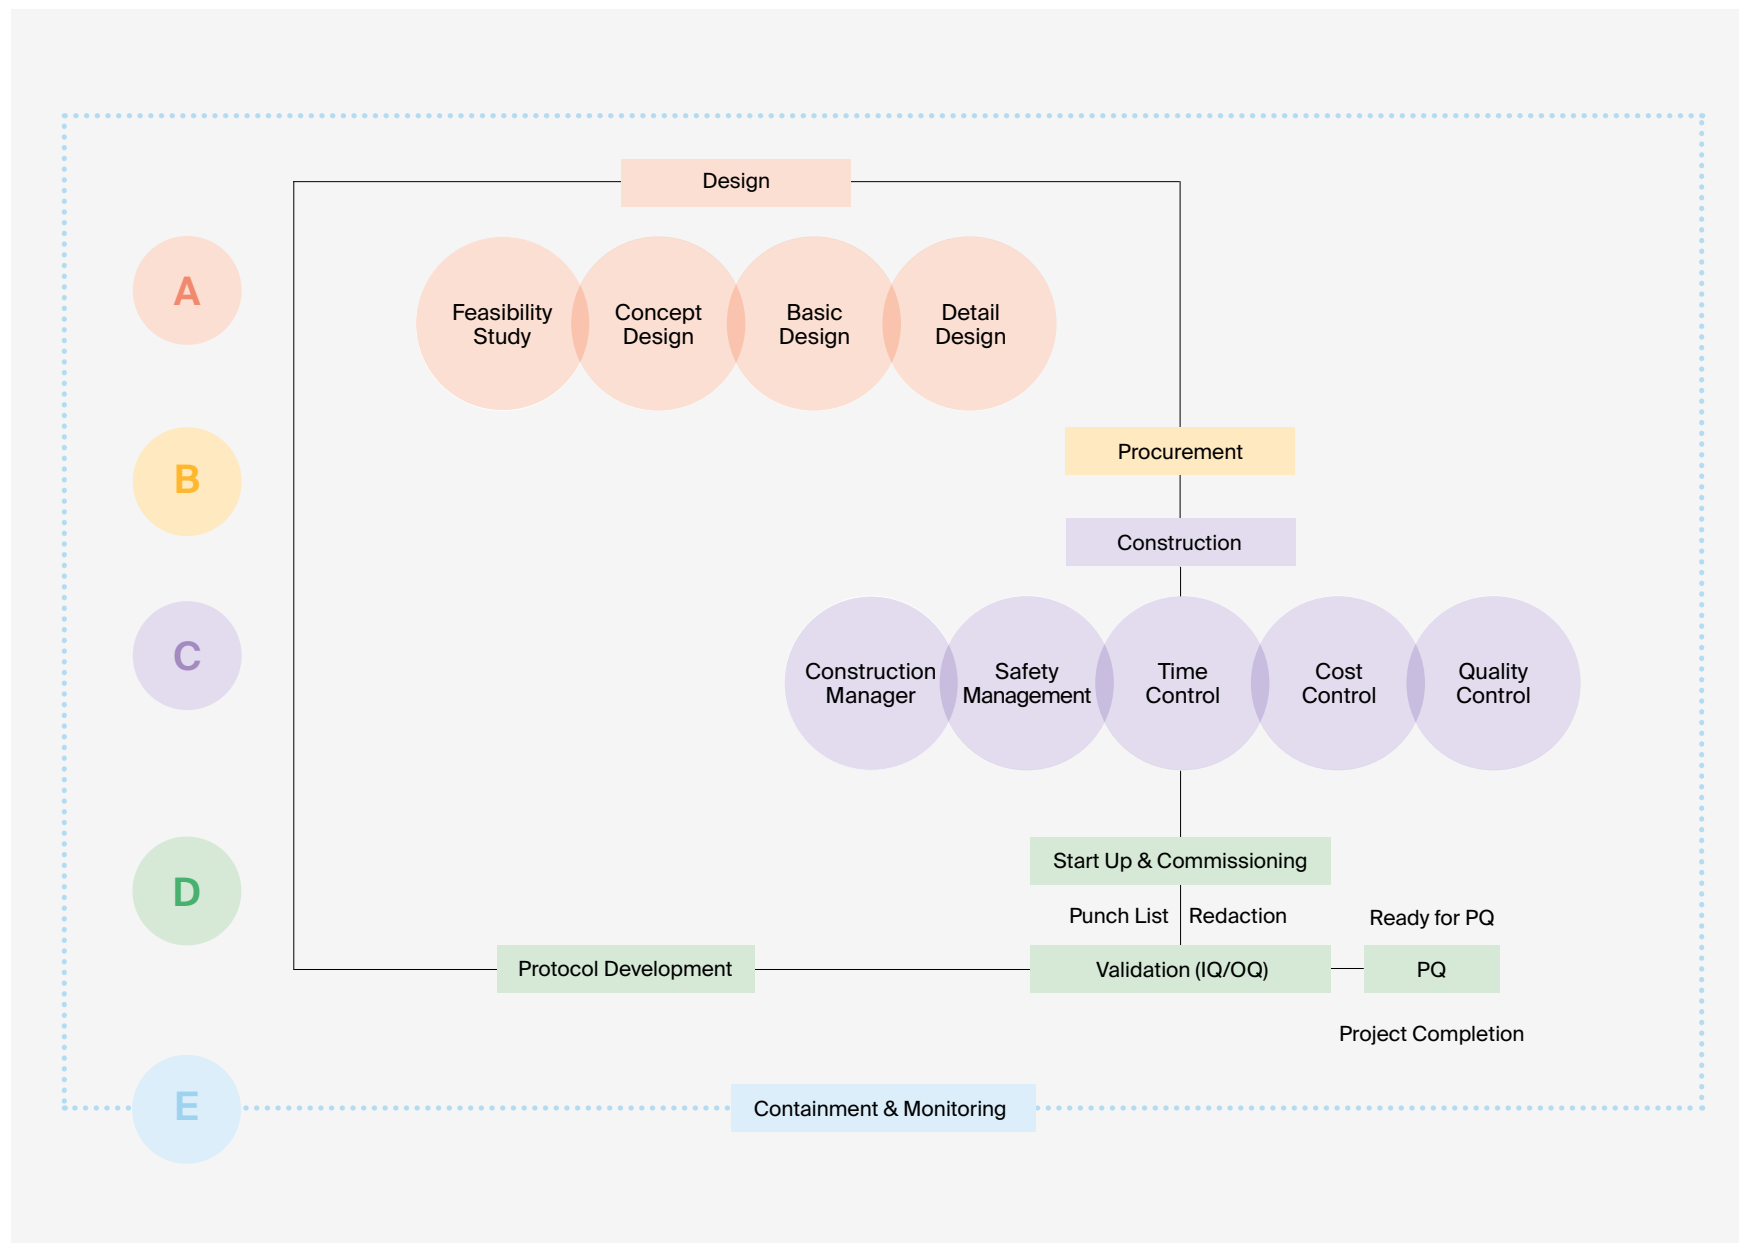 Design
A
Feasibility
Study
Concept
Design
Basic
Design
Detail
Design
B
Procurement
Construction
C
Construction
Manager
Safety
Management
Time
Control
Cost
Control
Quality
Control
D
Start Up & Commissioning
Punch List
Redaction
Ready for PQ
Protocol Development
Validation (IQ/OQ)
PQ
Project Completion
E
Containment & Monitoring